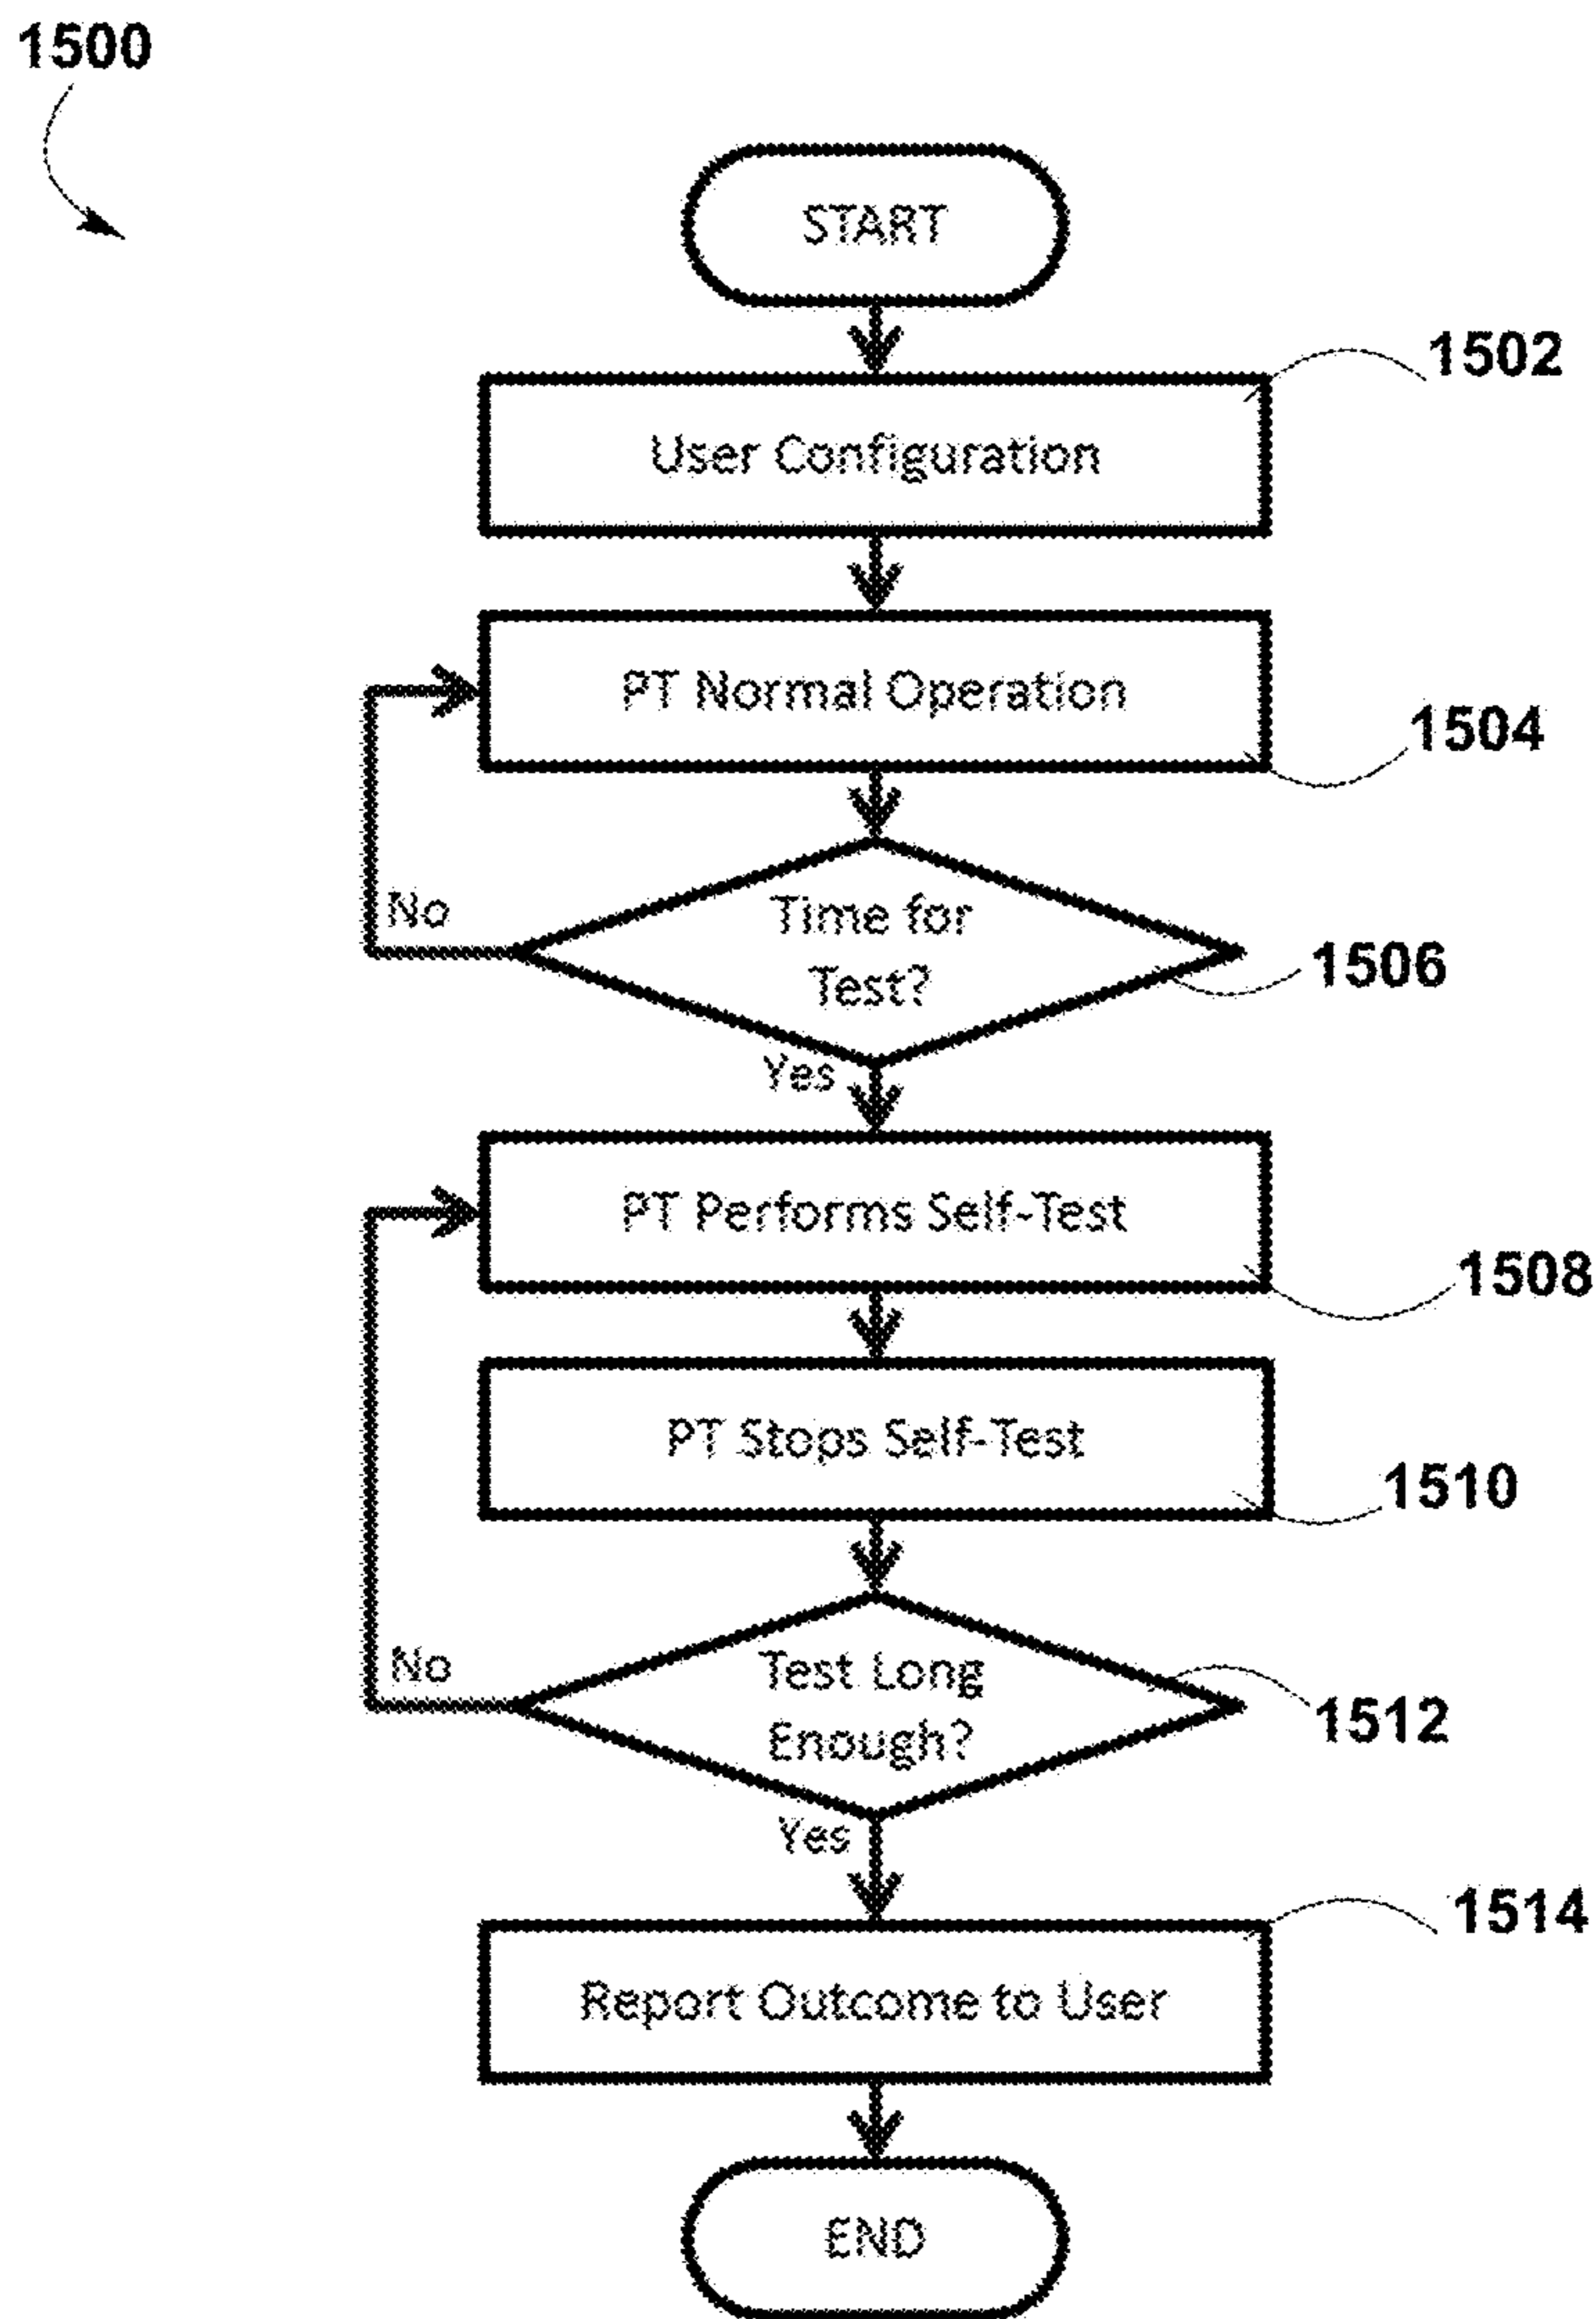 1500
START
1502
User Configuration
PT Normal Operation
1504
No
Time for
Test?
1506
Yes
PT Performs Self-Test
1508
PT Stops Self-Test
1510
No
Test Long
Enough?
1512
Yes
1514
Report Outcome to User
END